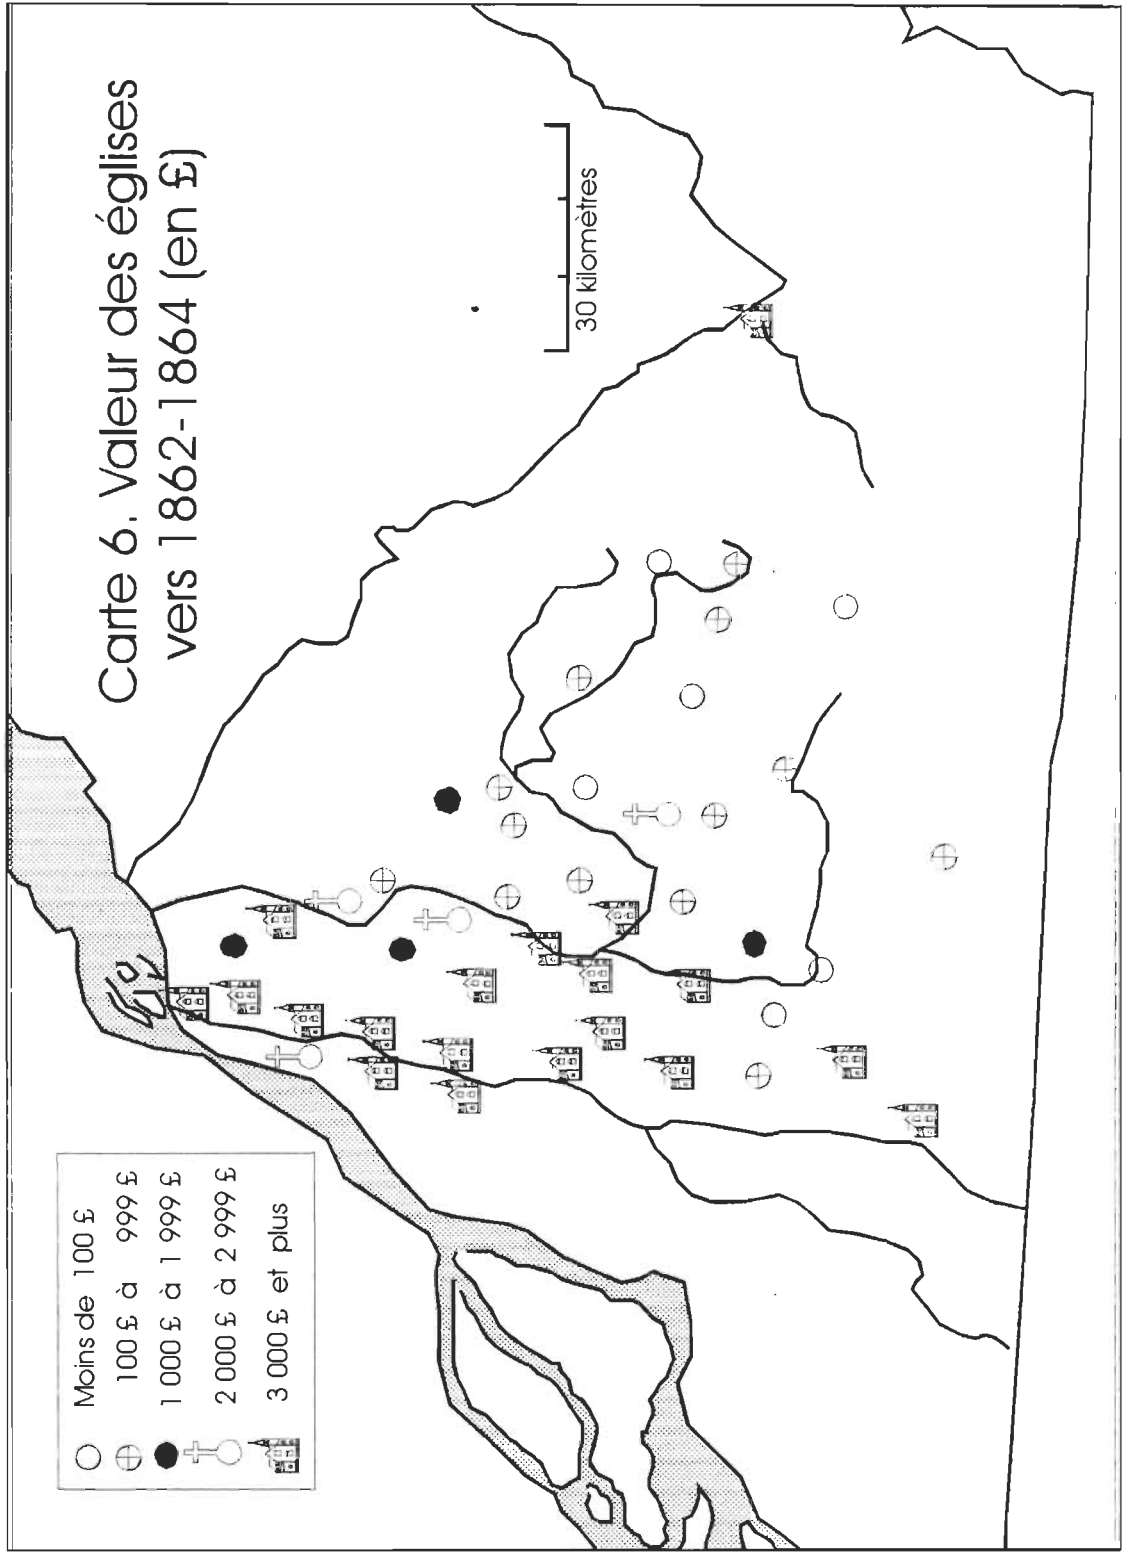 Carte 6. Valeur des églises
vers 1862-1864 (en £)
30 kilomètres
Moins de 100 £
100 £ à 999 £
1 000 £ à 1 999 £
2 000 £ à 2 999 £
3 000 £ et plus